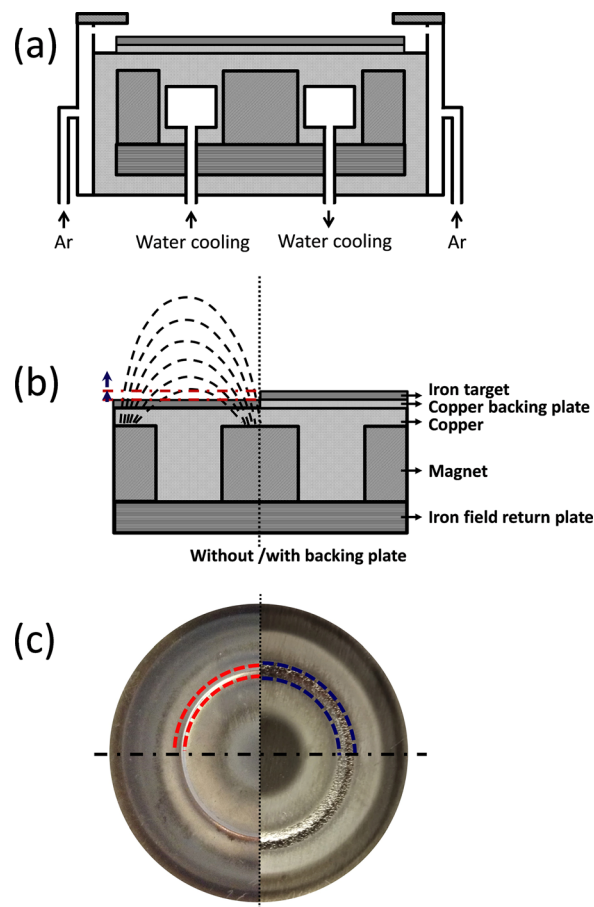 (a)
Ar
Water cooling
Water cooling
Ar
(b)
Iron target
Copper backing plate
Copper
Magnet
Iron field return plate
Without /with backing plate
(c)